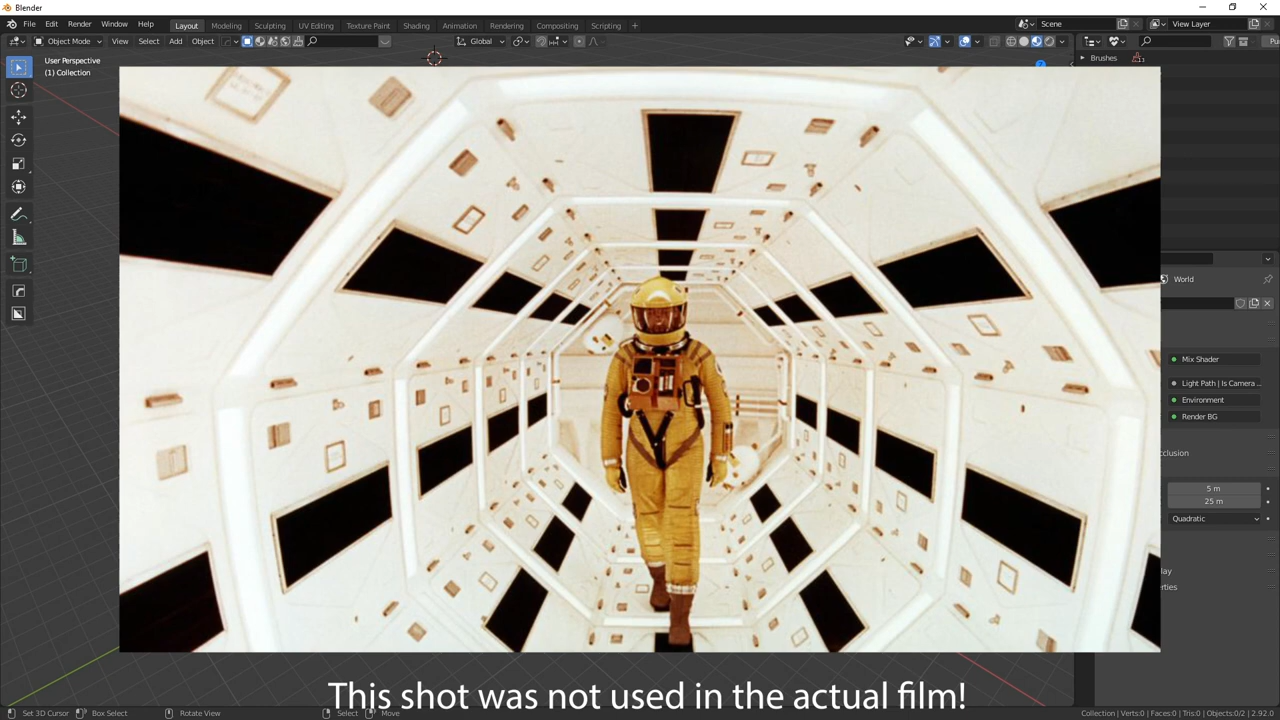 Blender
File Edit Render Window Help Layout Modeling Sculpting UV Editing Texture Paint Shading Animation Rendering Compositing Scripting + Scene View Layer
Object Mode View Select Add Object Global
User Perspective
(1) Collection
Brushes
World
Mix Shader
Light Path | Is Camera ..
Environment
Render BG
cclusion
5 m
25 m
Quadratic
lay
erties
This shot was not used in the actual film!
Set 3D Cursor Box Select Rotate View Select Move Collection | Verts:0 | Faces:0 | Tris:0 | Objects:0/2 | 2.92.0